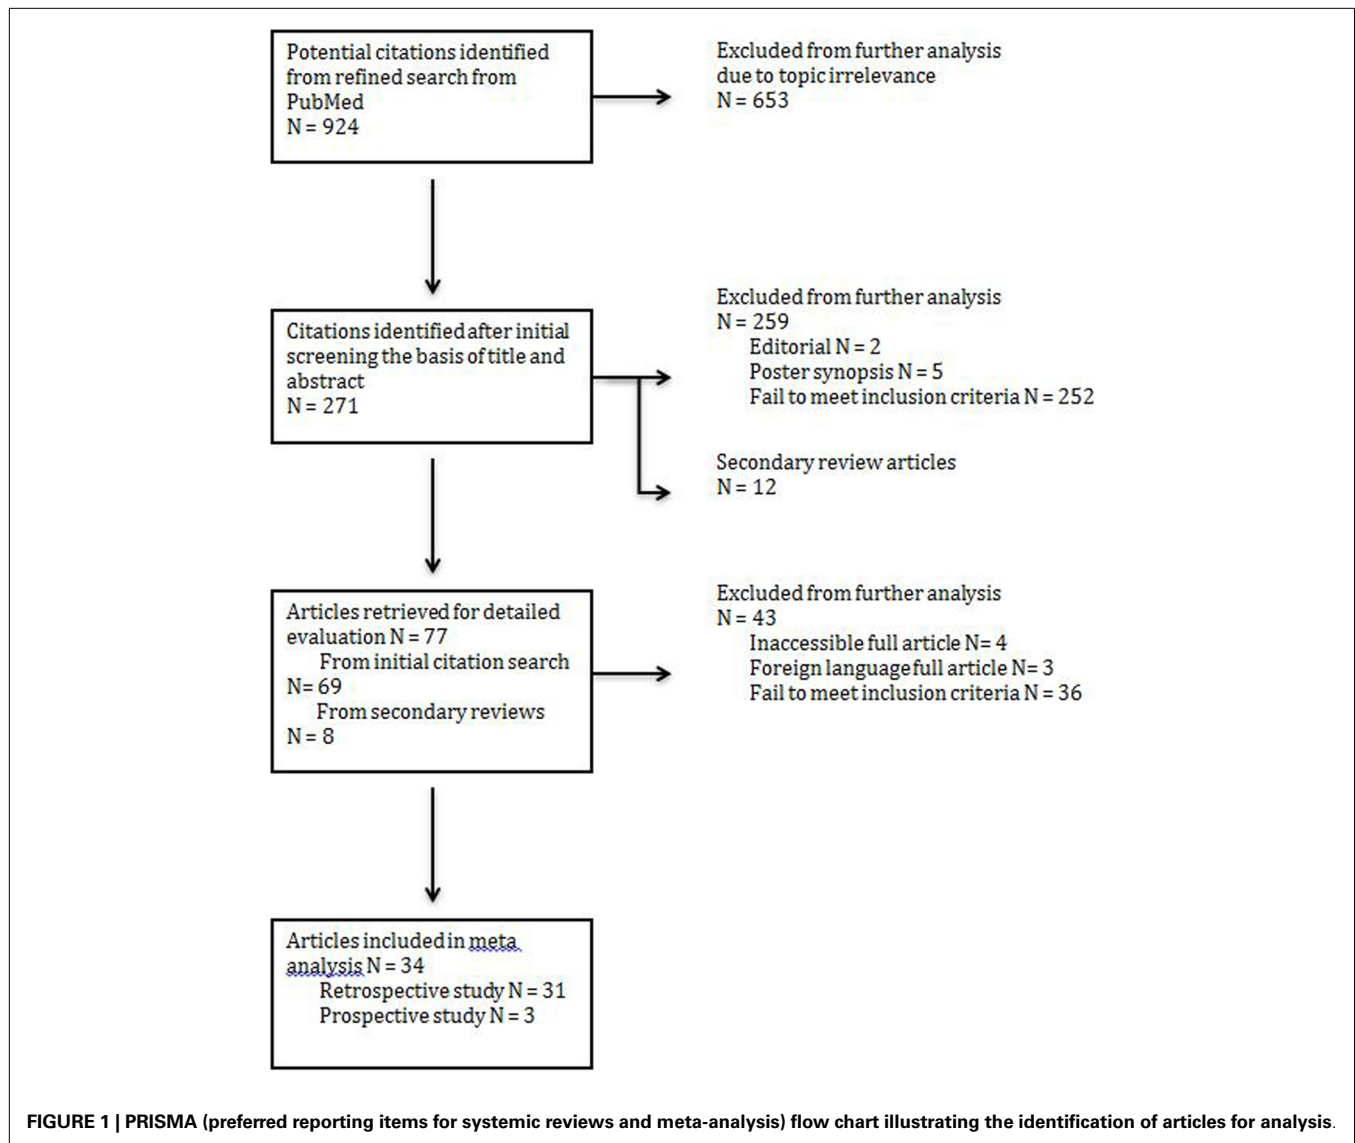 Potential citations identified
from refined search from
PubMed
N = 924
Excluded from further analysis
due to topic irrelevance
N = 653
Citations identified after initial
screening the basis of title and
abstract
N = 271
Excluded from further analysis
N = 259
Editorial N = 2
Poster synopsis N = 5
Fail to meet inclusion criteria N = 252
Secondary review articles
N = 12
Articles retrieved for detailed
evaluation N = 77
From initial citation search
N= 69
From secondary reviews
N = 8
Excluded from further analysis
N = 43
Inaccessible full article N= 4
Foreign language full article N= 3
Fail to meet inclusion criteria N = 36
Articles included in meta
analysis N = 34
Retrospective study N = 31
Prospective study N = 3
FIGURE 1 | PRISMA (preferred reporting items for systemic reviews and meta-analysis) flow chart illustrating the identification of articles for analysis.